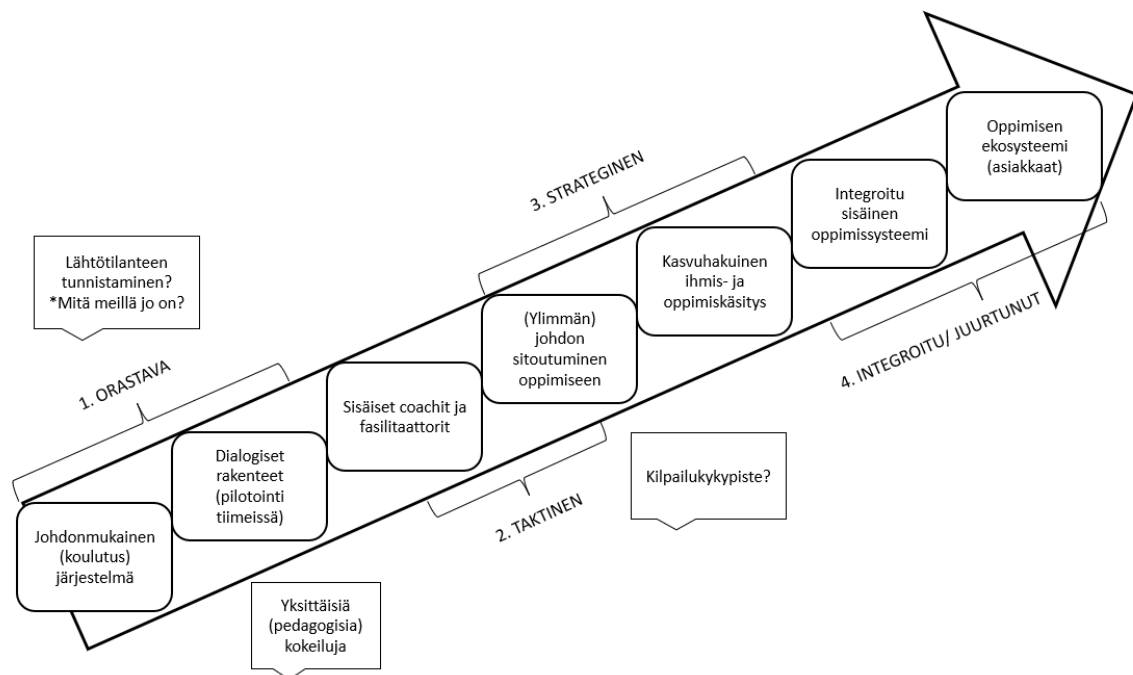 Oppimisen
ekosysteemi
(asiakkaat)
3. STRATEGINEN
Integroitu
sisäinen
oppimissysteemi
Lähtötilanteen
tunnistaminen?
*Mitä meillä jo on?
Kasvuhakuinen
ihmis- ja
oppimiskäsitys
(Ylimmän)
johdon
sitoutuminen
oppimiseen
4. INTEGROITU/ JUURTUNUT
1. ORASTAVA
Sisäiset coachit ja
fasilitaattorit
Dialogiset
rakenteet
(pilotointi
tiimeissä)
Kilpailukykypiste?
2. TAKTINEN
Johdonmukainen
(koulutus)
järjestelmä
Yksittäisiä
(pedagogisia)
kokeiluja